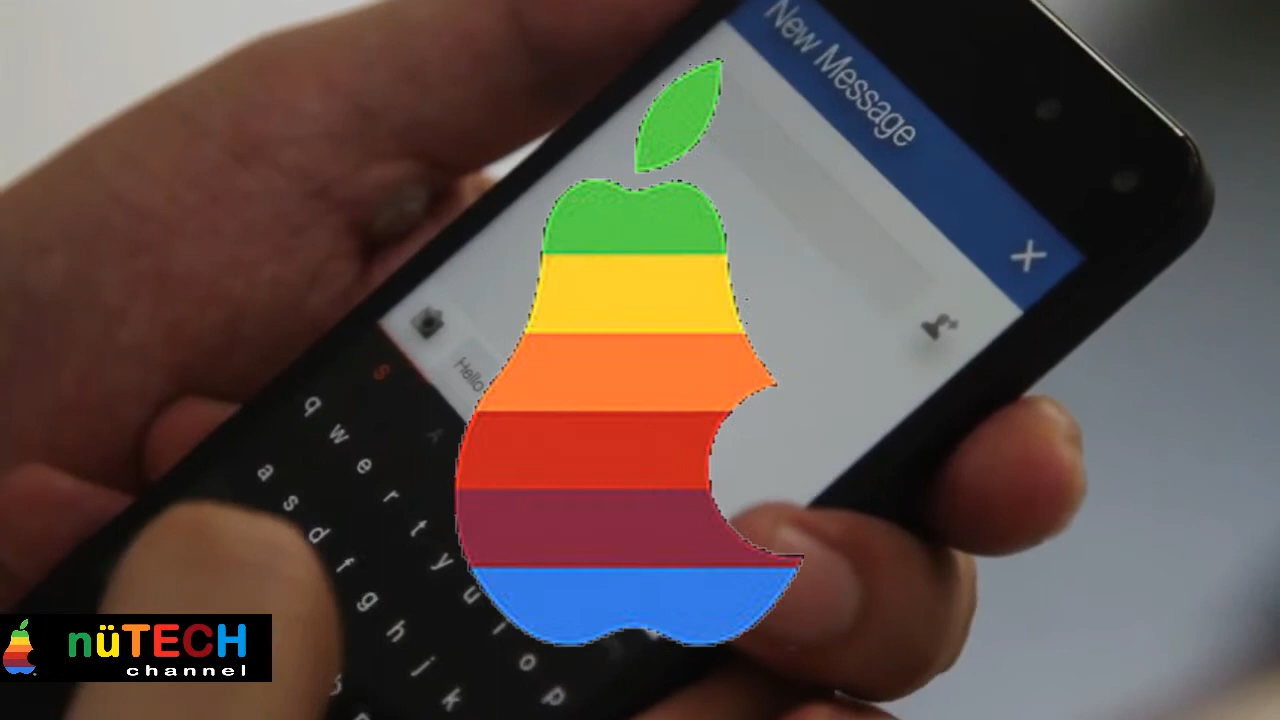 New Message
Hello
q w e r t y u i o p
a s d f g h j k
nüTECH
channel